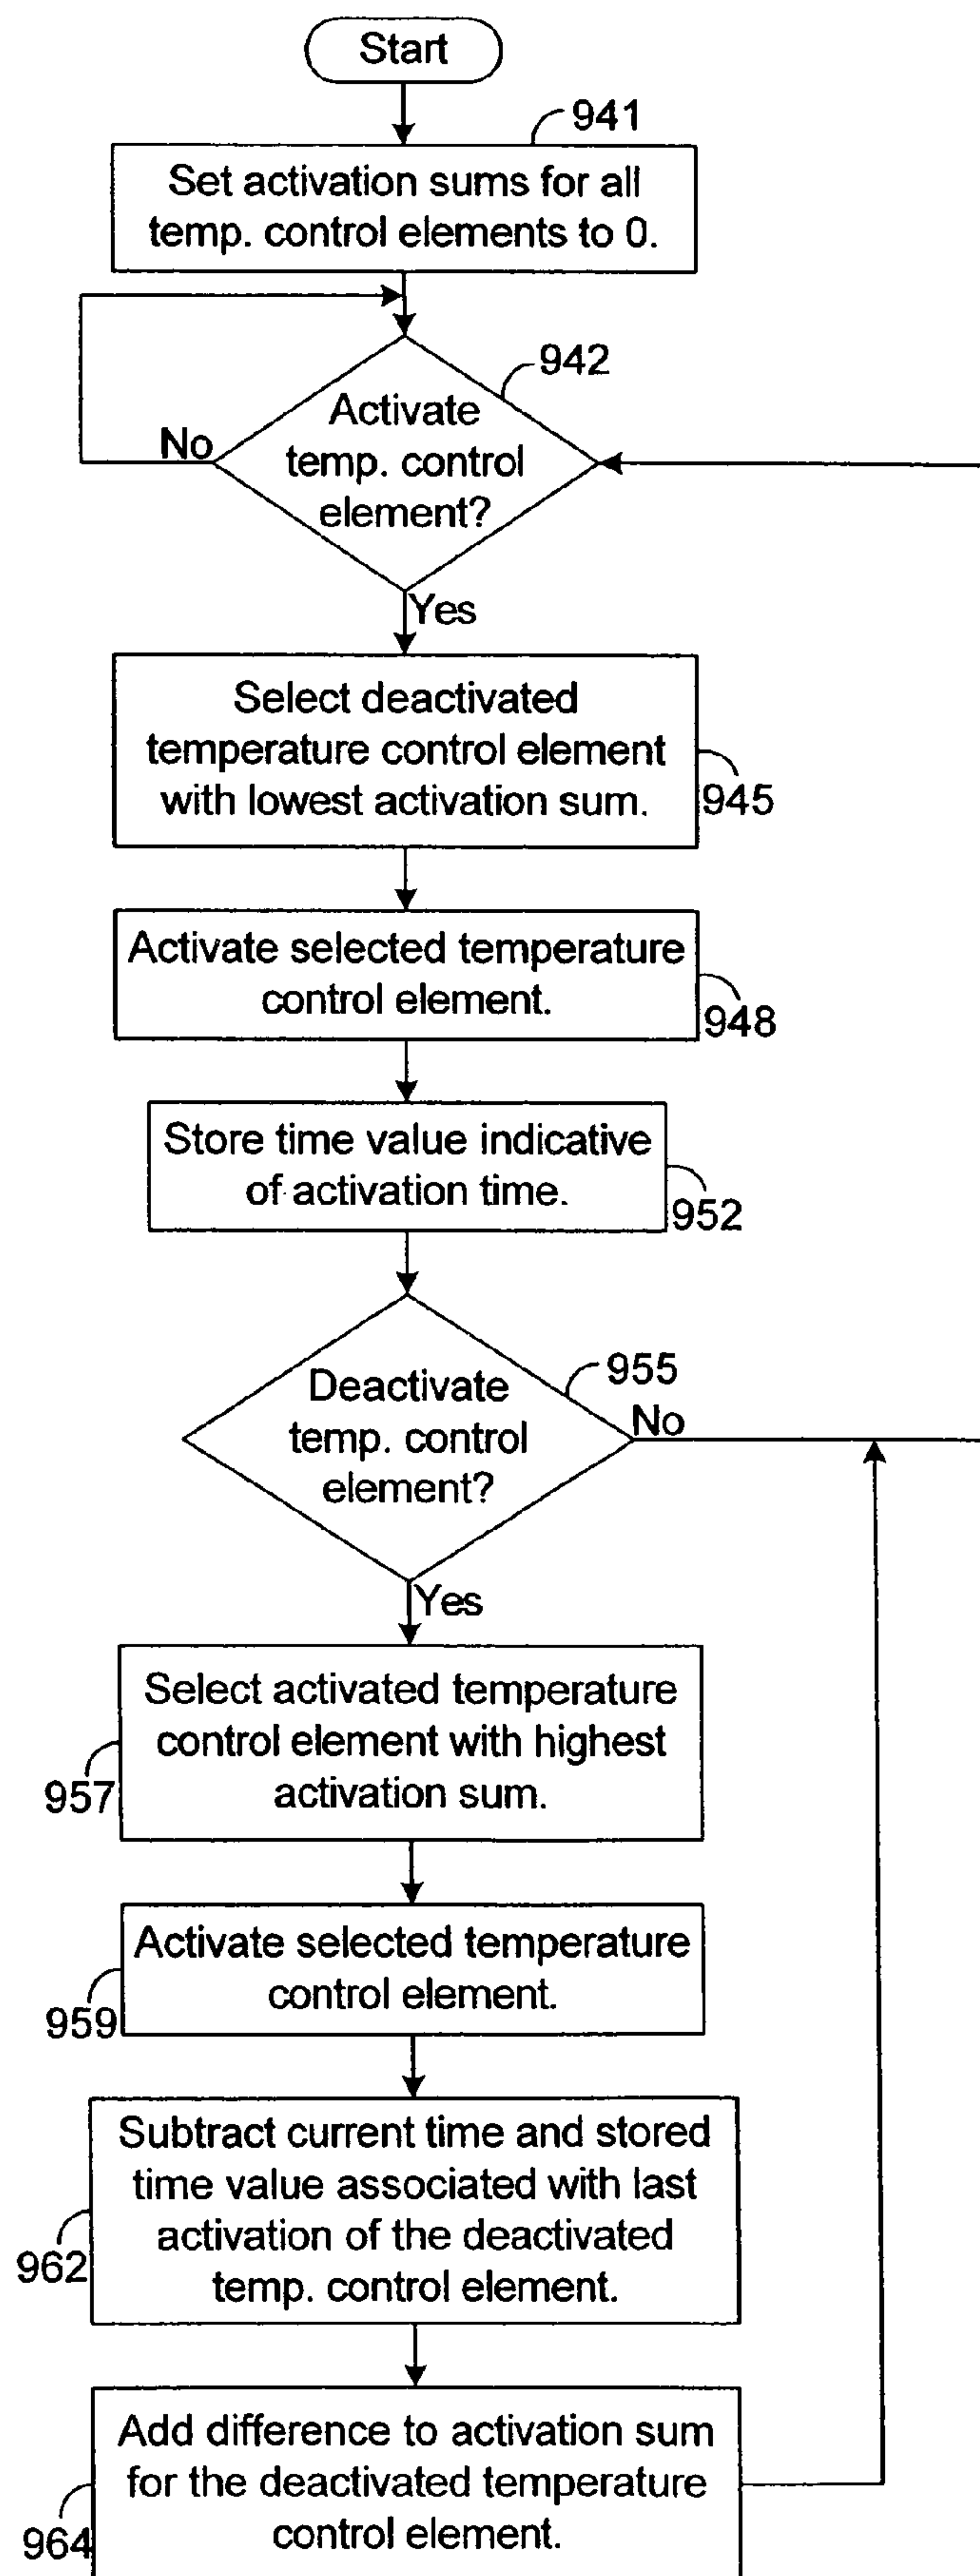 Start
941
Set activation sums for all
temp. control elements to 0.
942
Activate
temp. control
element?
No
Yes
Select deactivated
temperature control element
with lowest activation sum.
945
Activate selected temperature
control element.
948
Store time value indicative
of activation time.
952
955
Deactivate
temp. control
element?
No
Yes
Select activated temperature
control element with highest
activation sum.
957
Activate selected temperature
control element.
959
Subtract current time and stored
time value associated with last
activation of the deactivated
temp. control element.
962
Add difference to activation sum
for the deactivated temperature
control element.
964